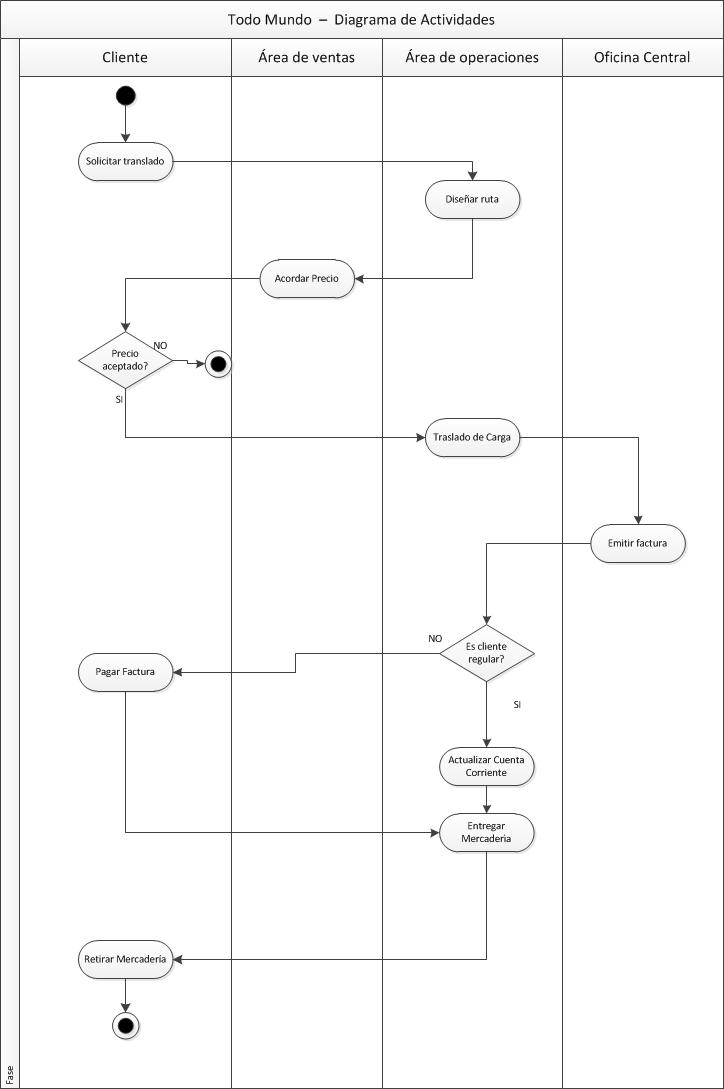 Todo Mundo – Diagrama de Actividades
Cliente
Área de ventas
Área de operaciones
Oficina Central
Solicitar translado
Diseñar ruta
Acordar Precio
Precio
aceptado?
NO
SI
Traslado de Carga
Emitir factura
Es cliente
regular?
NO
Pagar Factura
SI
Actualizar Cuenta
Corriente
Entregar
Mercaderia
Retirar Mercadería
Fase